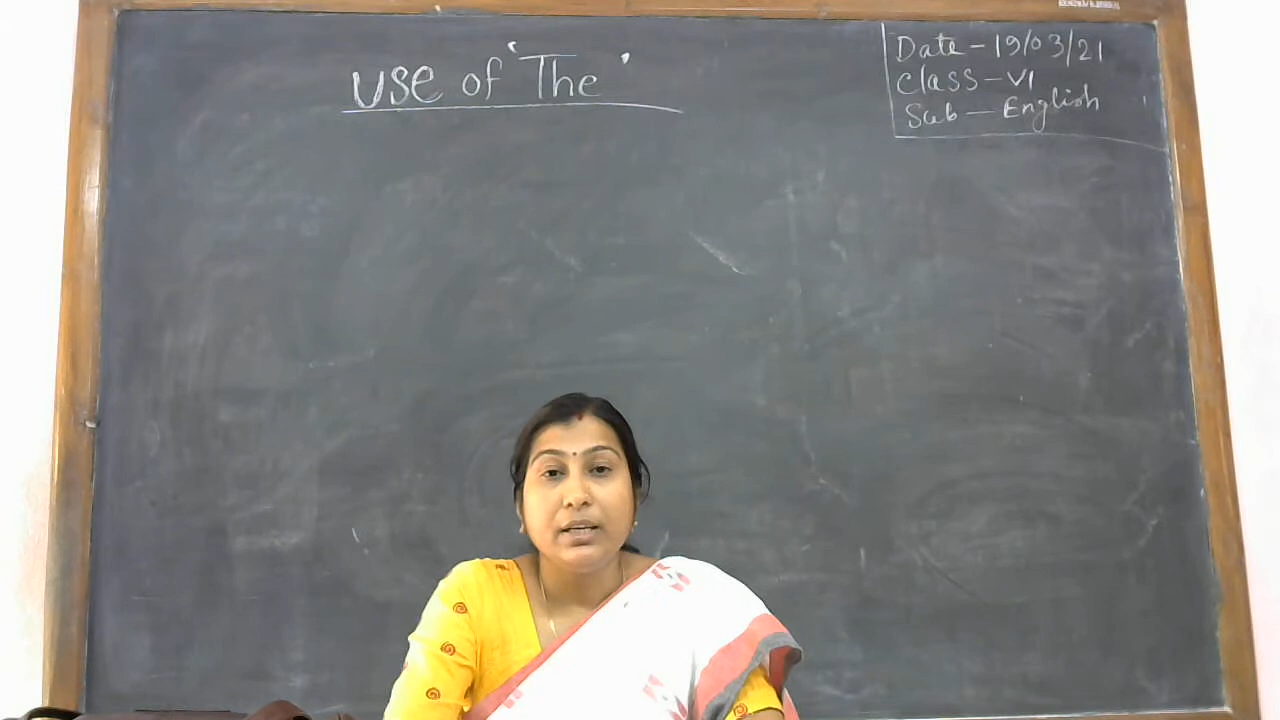 Use of 'The'
Date - 19/03/21
Class - VI
Sub - English